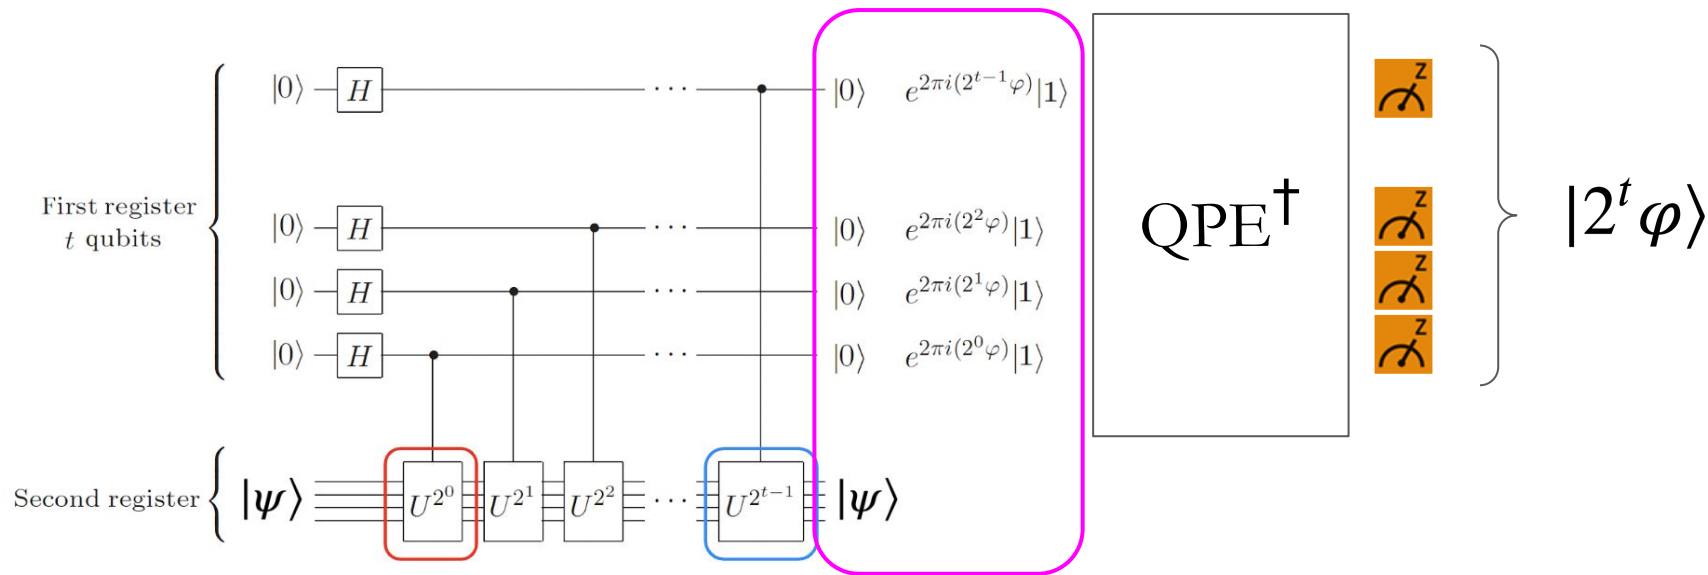 |0⟩ H ··· |0⟩ e^{2πi(2^{t−1}φ)}|1⟩ Z
First register
t qubits
|0⟩ H ··· |0⟩ e^{2πi(2^2φ)}|1⟩ Z
QPE†
|2^t φ⟩
|0⟩ H ··· |0⟩ e^{2πi(2^1φ)}|1⟩ Z
|0⟩ H ··· |0⟩ e^{2πi(2^0φ)}|1⟩ Z
Second register |ψ⟩ U^{2^0} U^{2^1} U^{2^2} ··· U^{2^{t−1}} |ψ⟩